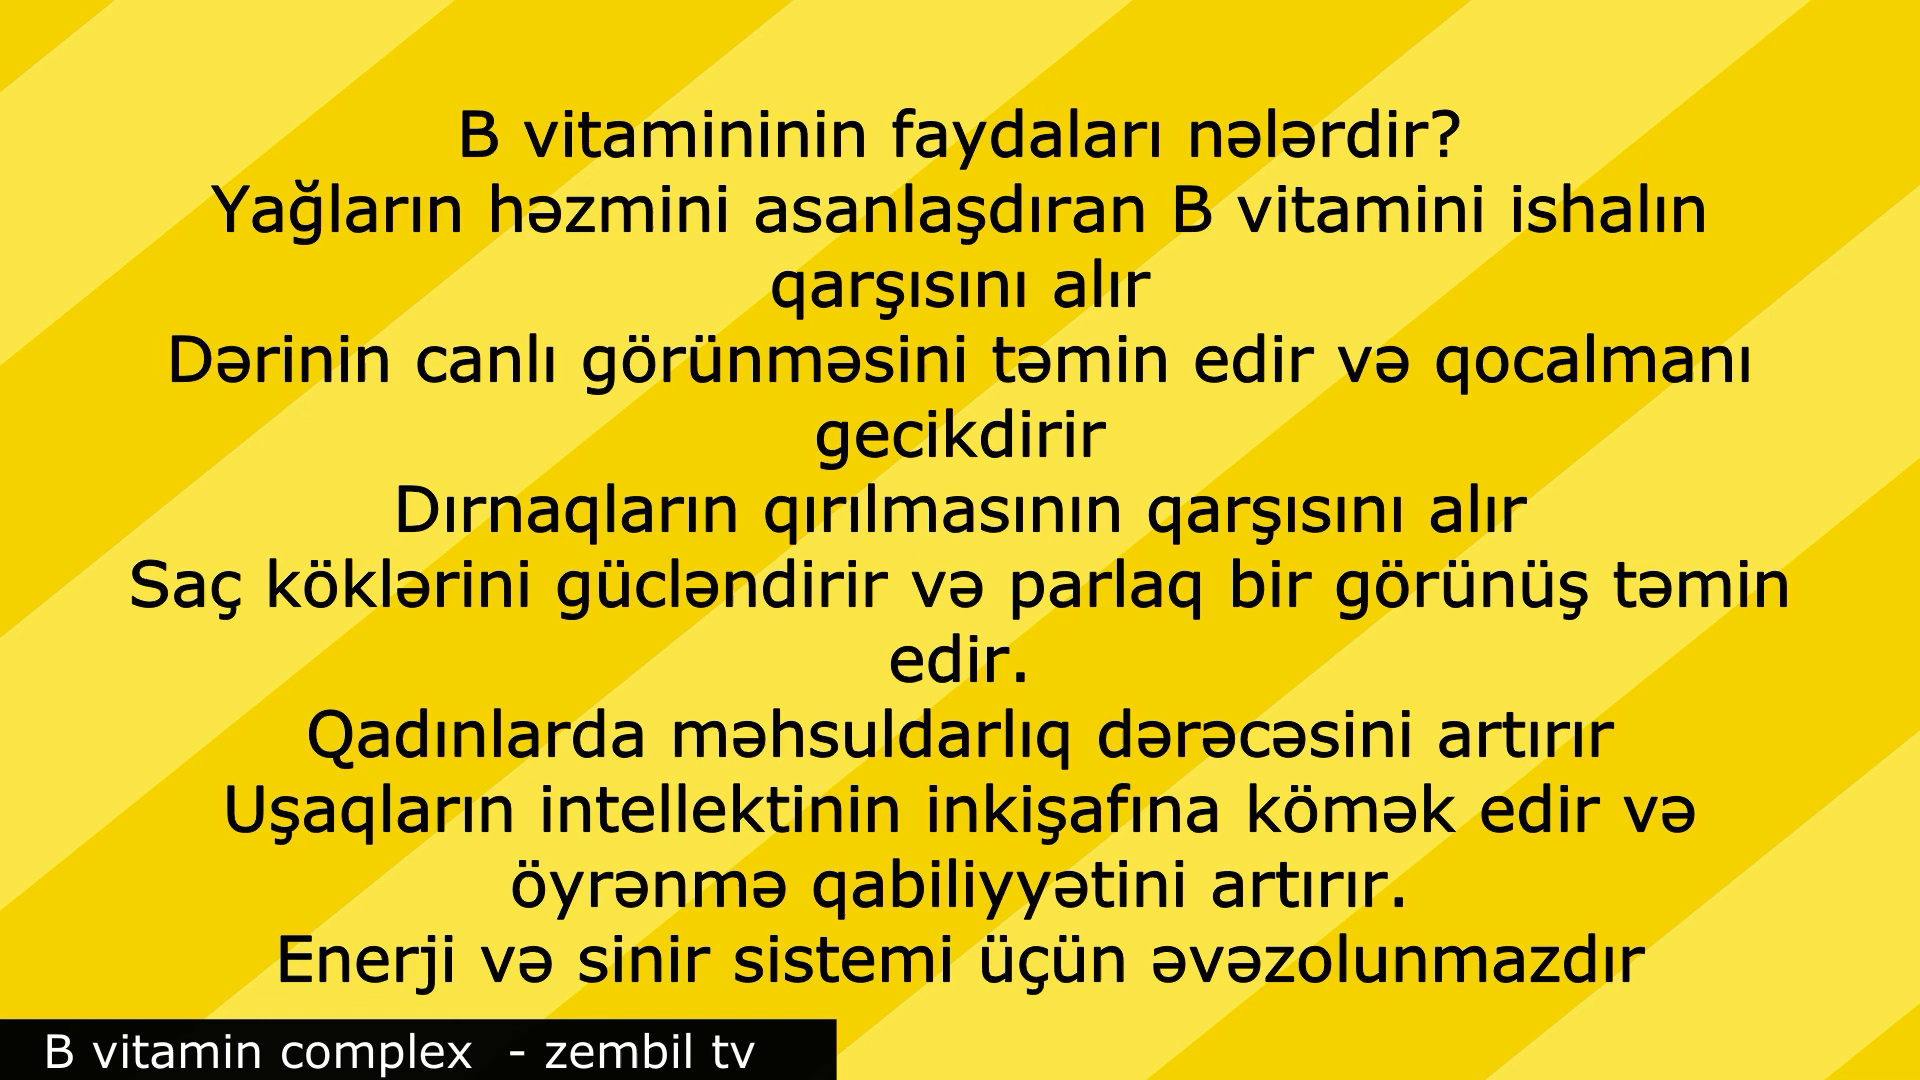 B vitamininin faydaları nələrdir?
Yağların həzmini asanlaşdıran B vitamini ishalın
qarşısını alır
Dərinin canlı görünməsini təmin edir və qocalmanı
gecikdirir
Dırnaqların qırılmasının qarşısını alır
Saç köklərini gücləndirir və parlaq bir görünüş təmin
edir.
Qadınlarda məhsuldarlıq dərəcəsini artırır
Uşaqların intellektinin inkişafına kömək edir və
öyrənmə qabiliyyətini artırır.
Enerji və sinir sistemi üçün əvəzolunmazdır
B vitamin complex  - zembil tv